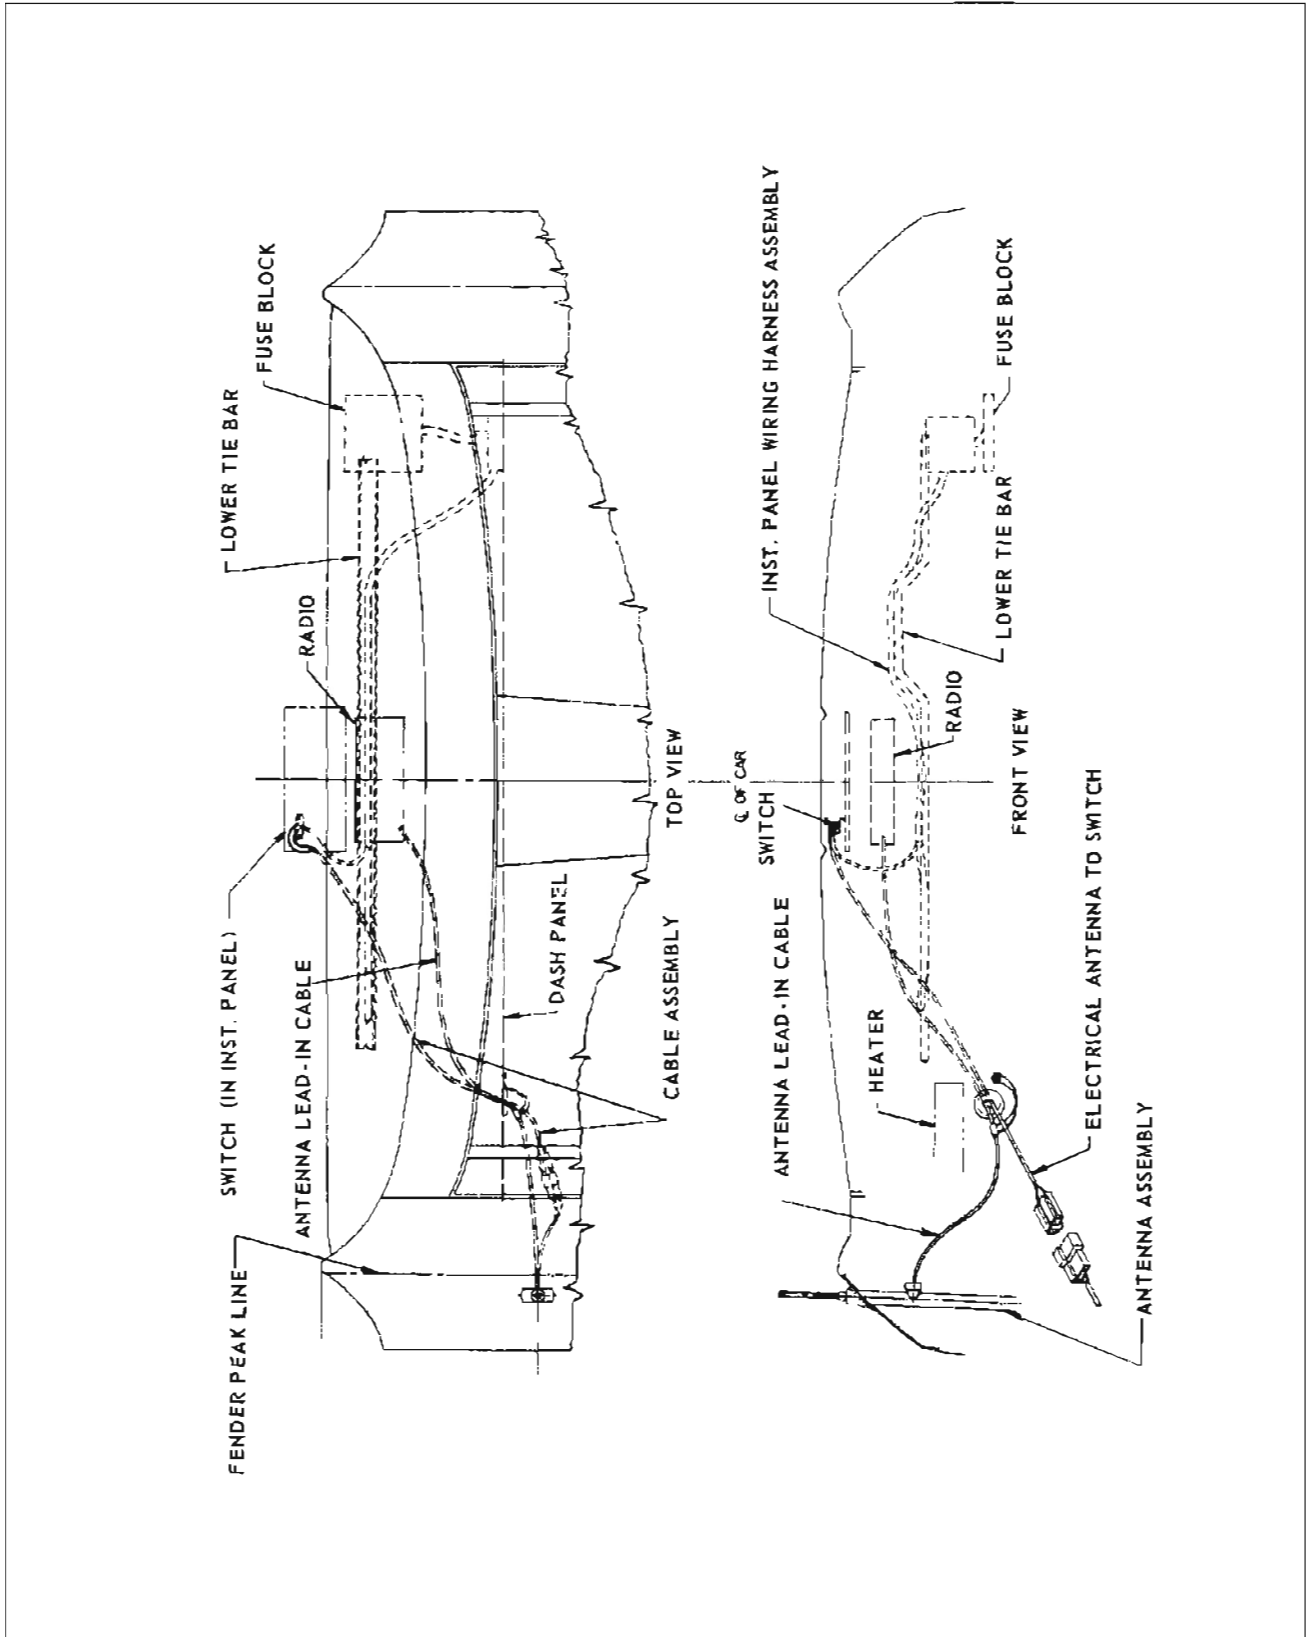 FUSE BLOCK
LOWER TIE BAR
RADIO
SWITCH (IN INST. PANEL)
ANTENNA LEAD-IN CABLE
FENDER PEAK LINE
DASH PANEL
CABLE ASSEMBLY
TOP VIEW
℄ OF CAR
INST. PANEL WIRING HARNESS ASSEMBLY
FUSE BLOCK
LOWER TIE BAR
RADIO
SWITCH
ANTENNA LEAD-IN CABLE
HEATER
FRONT VIEW
ELECTRICAL ANTENNA TO SWITCH
ANTENNA ASSEMBLY